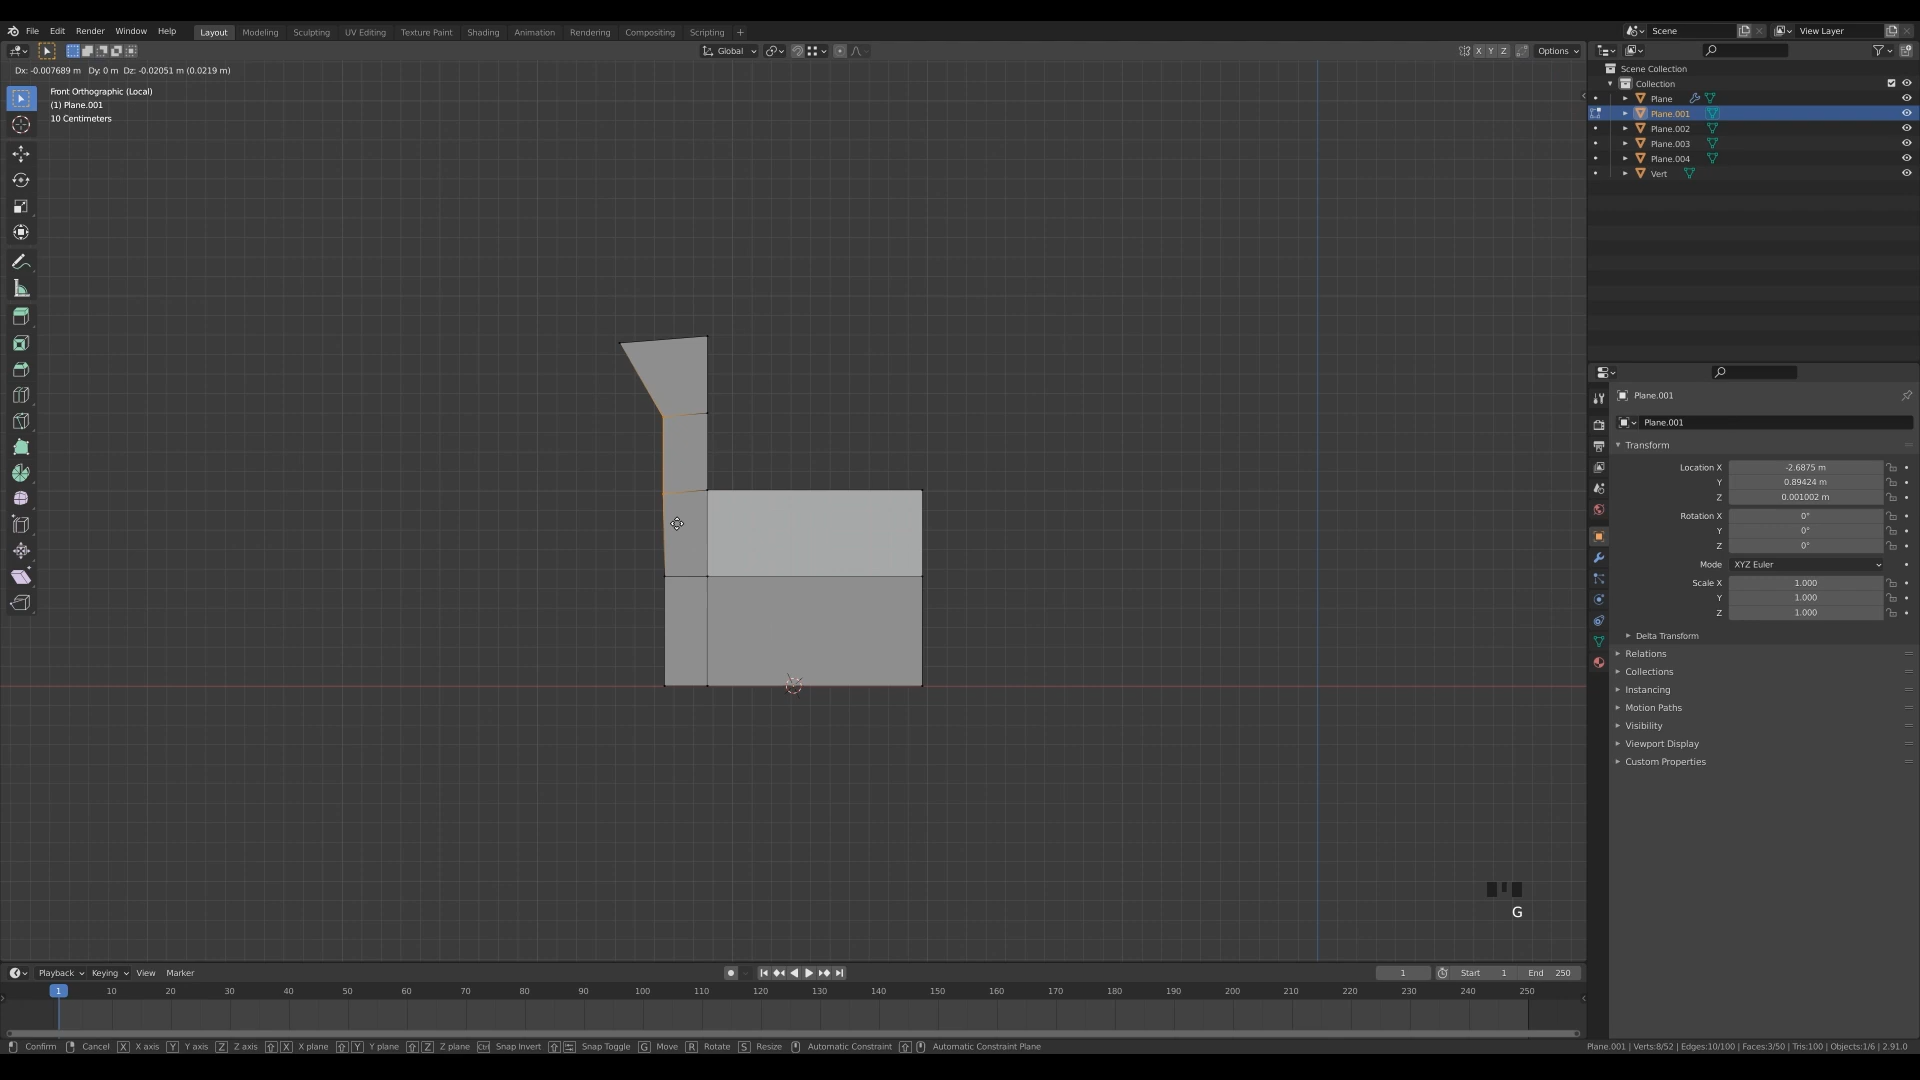 File Edit Render Window Help Layout Modeling Sculpting UV Editing Texture Paint Shading Animation Rendering Compositing Scripting + Scene View Layer
Global X Y Z Options
Dx: -0.007689 m Dy: 0 m Dz: -0.02051 m (0.0219 m)
Front Orthographic (Local)
(1) Plane.001
10 Centimeters
G
Scene Collection
Collection
Plane
Plane.001
Plane.002
Plane.003
Plane.004
Vert
Plane.001
Plane.001
Transform
Location X -2.6875 m
Y 0.89424 m
Z 0.001002 m
Rotation X 0°
Y 0°
Z 0°
Mode XYZ Euler
Scale X 1.000
Y 1.000
Z 1.000
Delta Transform
Relations
Collections
Instancing
Motion Paths
Visibility
Viewport Display
Custom Properties
Playback Keying View Marker 1 Start 1 End 250
1 10 20 30 40 50 60 70 80 90 100 110 120 130 140 150 160 170 180 190 200 210 220 230 240 250
Confirm Cancel X X axis Y Y axis Z Z axis X X plane Y Y plane Z Z plane Ctrl Snap Invert Snap Toggle G Move R Rotate S Resize Automatic Constraint Automatic Constraint Plane Plane.001 | Verts:8/52 | Edges:10/100 | Faces:3/50 | Tris:100 | Objects:1/6 | 2.91.0